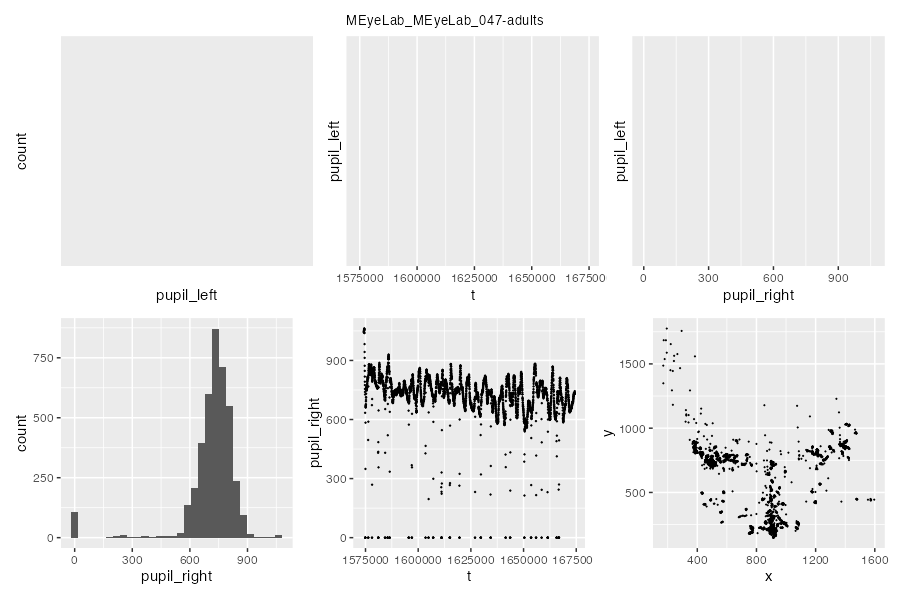 MEyeLab_MEyeLab_047-adults
count
pupil_left
pupil_left
1575000 1600000 1625000 1650000 167500
t
pupil_left
0 300 600 900
pupil_right
count
750
500
250
0
0 300 600 900
pupil_right
pupil_right
900
600
300
0
1575000 1600000 1625000 1650000 167500
t
y
1500
1000
500
400 800 1200 1600
x